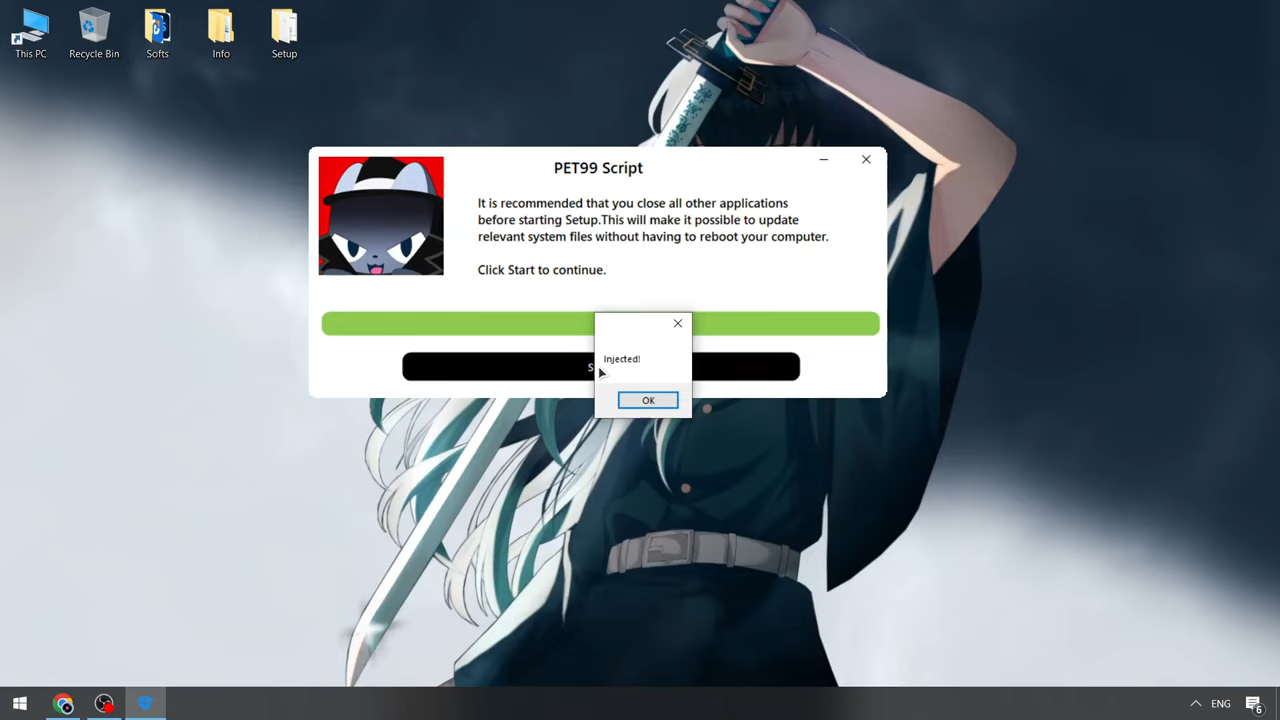 This PC
Recycle Bin
Softs
Info
Setup
PET99 Script
It is recommended that you close all other applications
before starting Setup.This will make it possible to update
relevant system files without having to reboot your computer.
Click Start to continue.
Injected!
OK
ENG
6